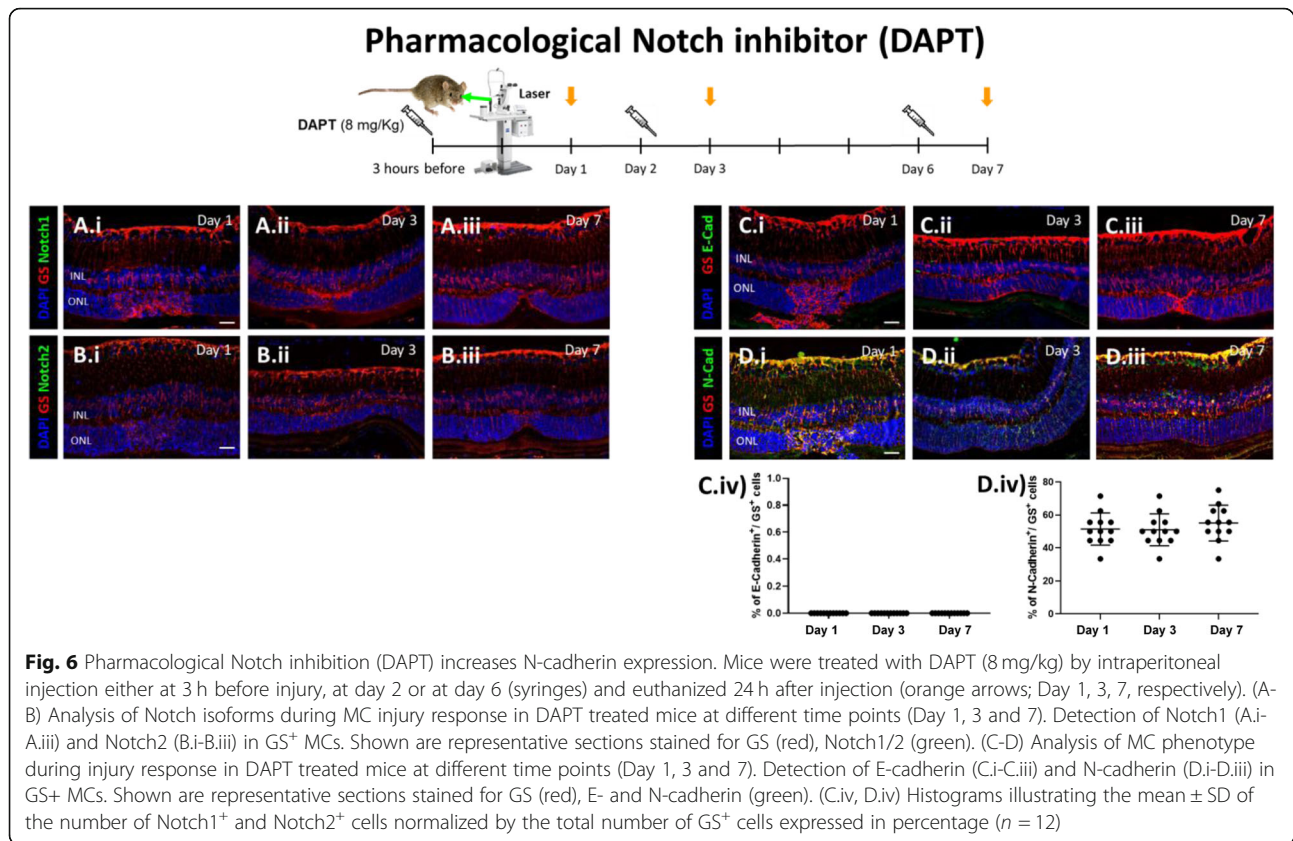 Pharmacological Notch inhibitor (DAPT)
Laser
DAPT (8 mg/Kg)
3 hours before
Day 1
Day 2
Day 3
Day 6
Day 7
DAPI GS Notch1
A.i
Day 1
INL
ONL
A.ii
Day 3
A.iii
Day 7
DAPI GS Notch2
B.i
Day 1
INL
ONL
B.ii
Day 3
B.iii
Day 7
DAPI GS E-Cad
C.i
Day 1
INL
ONL
C.ii
Day 3
C.iii
Day 7
DAPI GS N-Cad
D.i
Day 1
INL
ONL
D.ii
Day 3
D.iii
Day 7
C.iv)
% of E-Cadherin⁺/ GS⁺ cells
1.0
0.8
0.6
0.4
0.2
0.0
Day 1 Day 3 Day 7
D.iv)
% of N-Cadherin⁺/ GS⁺ cells
80
60
40
20
0
Day 1 Day 3 Day 7
Fig. 6 Pharmacological Notch inhibition (DAPT) increases N-cadherin expression. Mice were treated with DAPT (8 mg/kg) by intraperitoneal
injection either at 3 h before injury, at day 2 or at day 6 (syringes) and euthanized 24 h after injection (orange arrows; Day 1, 3, 7, respectively). (A-
B) Analysis of Notch isoforms during MC injury response in DAPT treated mice at different time points (Day 1, 3 and 7). Detection of Notch1 (A.i-
A.iii) and Notch2 (B.i-B.iii) in GS⁺ MCs. Shown are representative sections stained for GS (red), Notch1/2 (green). (C-D) Analysis of MC phenotype
during injury response in DAPT treated mice at different time points (Day 1, 3 and 7). Detection of E-cadherin (C.i-C.iii) and N-cadherin (D.i-D.iii) in
GS+ MCs. Shown are representative sections stained for GS (red), E- and N-cadherin (green). (C.iv, D.iv) Histograms illustrating the mean ± SD of
the number of Notch1⁺ and Notch2⁺ cells normalized by the total number of GS⁺ cells expressed in percentage (n = 12)